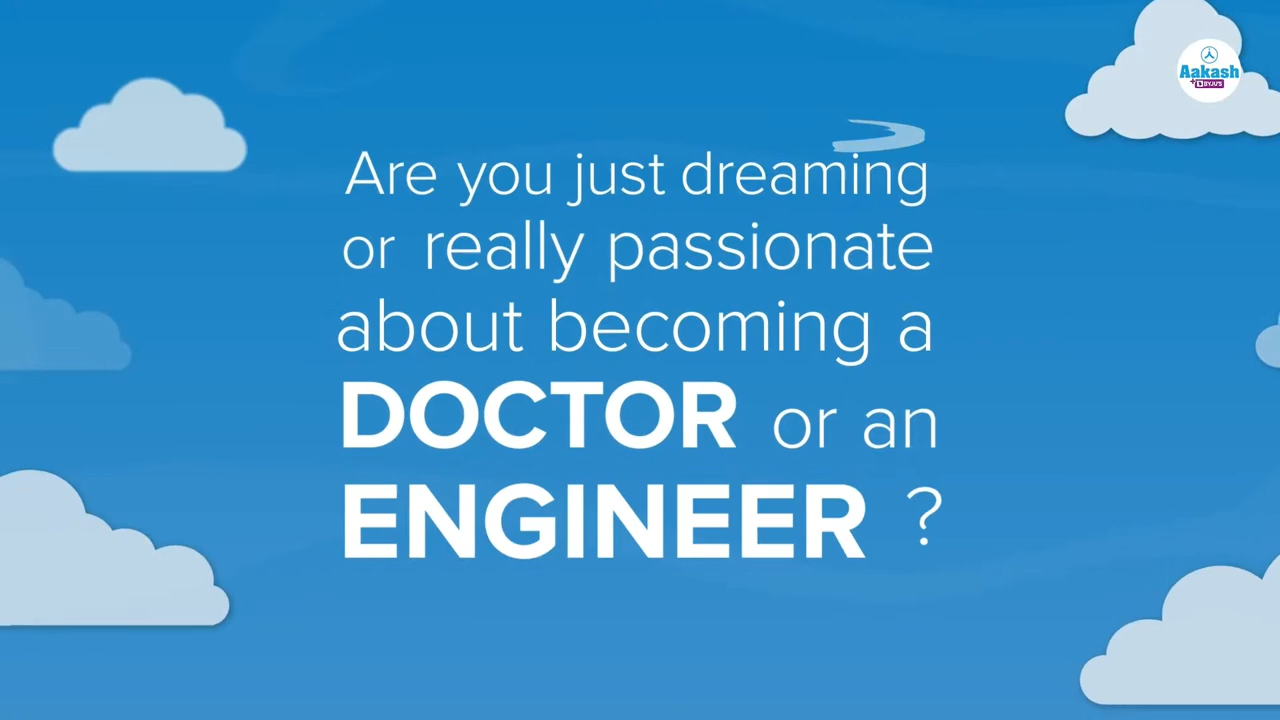 Aakash
+BYJU'S
Are you just dreaming
or really passionate
about becoming a
DOCTOR or an
ENGINEER ?